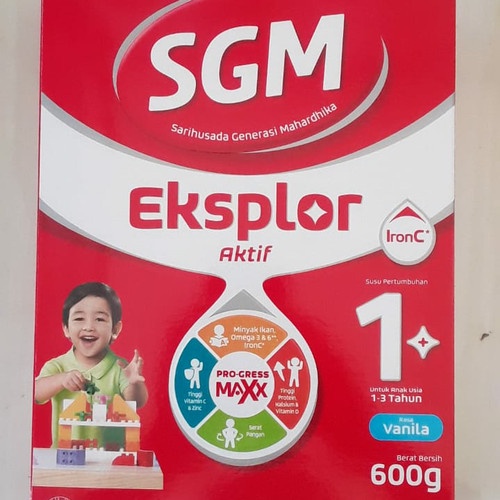 SGM
Sarihusada Generasi Mahardhika
Eksplor
Aktif
IronC+
Susu Pertumbuhan
1+
Untuk Anak Usia
1-3 Tahun
Rasa
Vanila
Berat Bersih
600g
Minyak Ikan,
Omega 3 & 6**,
IronC+
Tinggi
Vitamin C
& Zinc
PRO-GRESS
MAXX
Tinggi
Protein,
Kalsium &
Vitamin D
Serat
Pangan